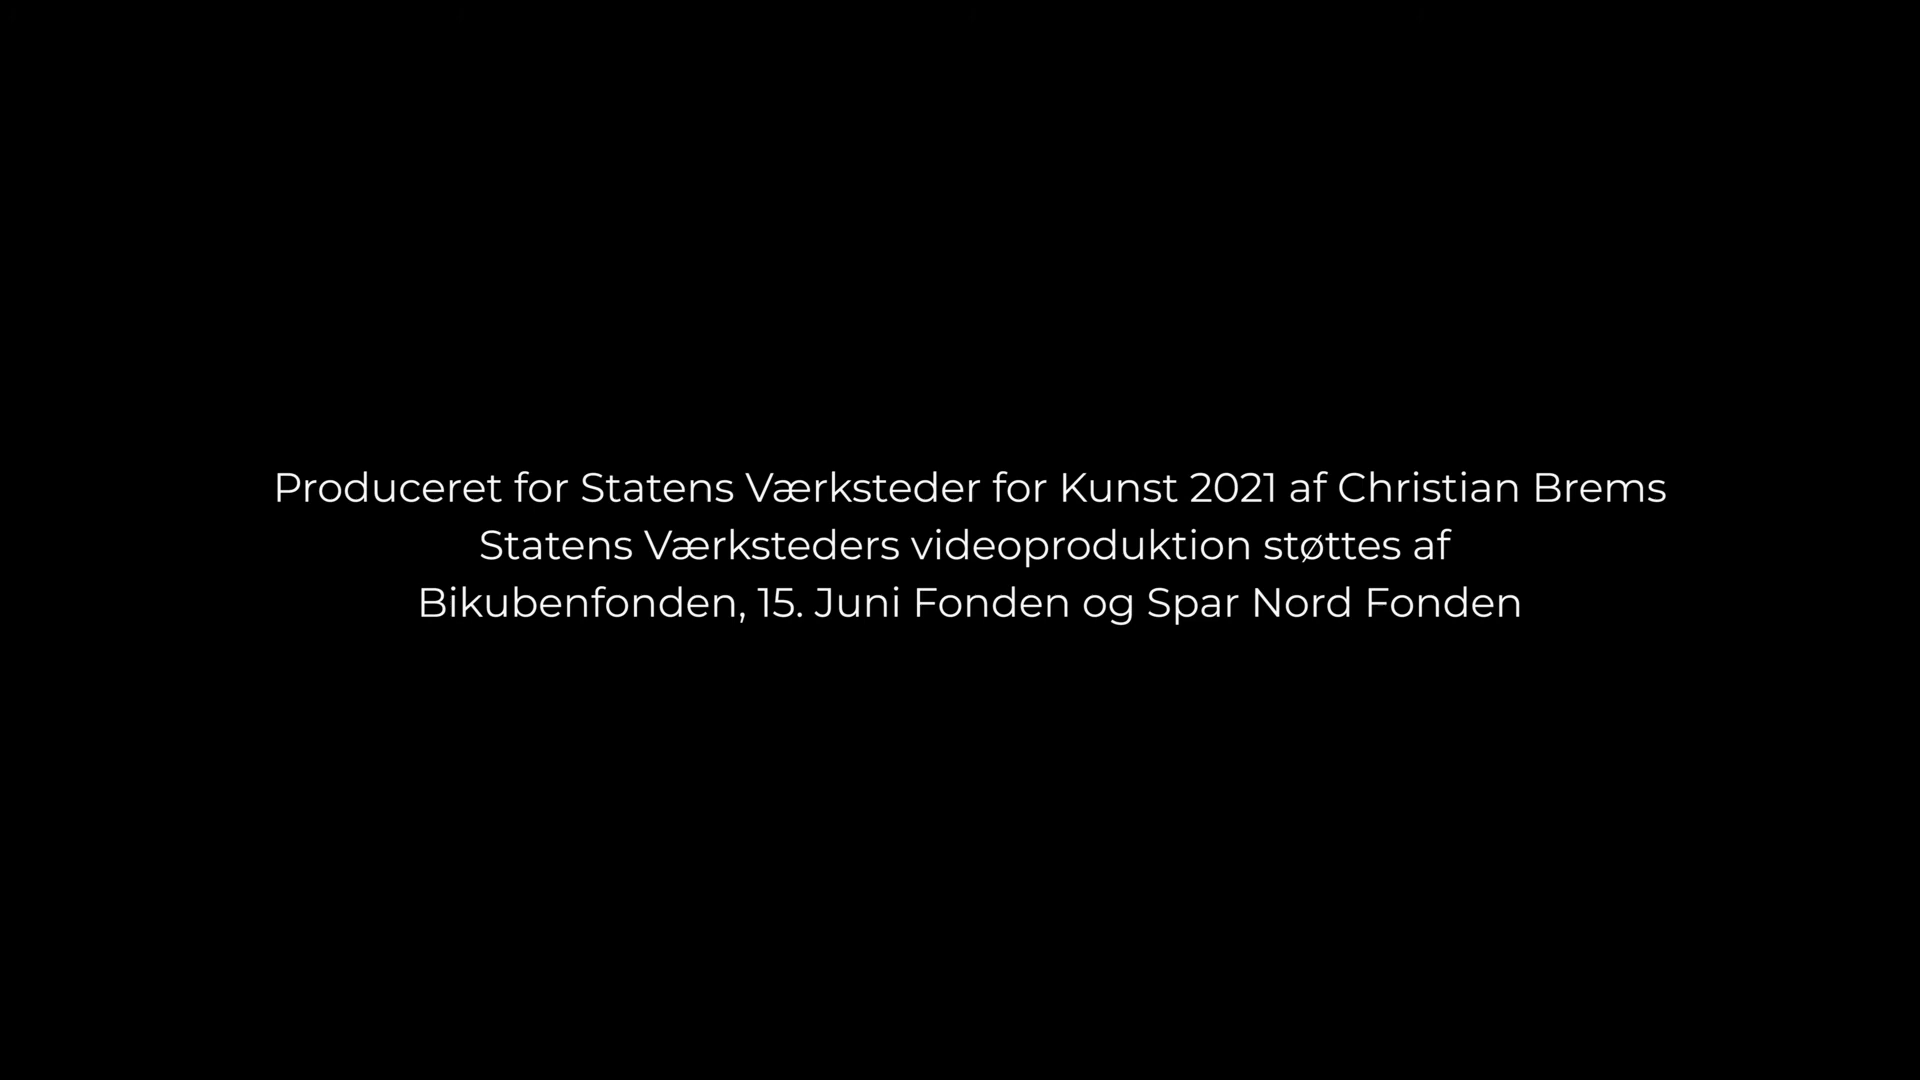 Produceret for Statens Værksteder for Kunst 2021 af Christian Brems
Statens Værksteders videoproduktion støttes af
Bikubenfonden, 15. Juni Fonden og Spar Nord Fonden